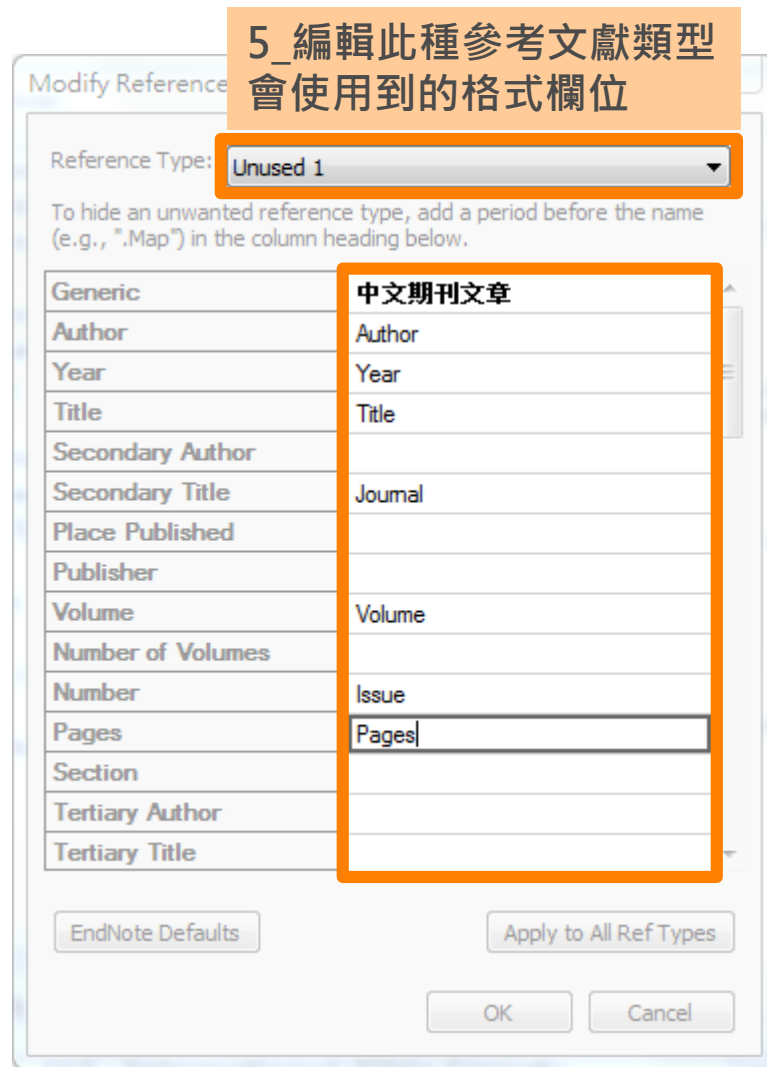 5_編輯此種參考文獻類型
會使用到的格式欄位
Modify Reference
Reference Type: Unused 1
To hide an unwanted reference type, add a period before the name
(e.g., ".Map") in the column heading below.
Generic 中文期刊文章
Author Author
Year Year
Title Title
Secondary Author
Secondary Title Journal
Place Published
Publisher
Volume Volume
Number of Volumes
Number Issue
Pages Pages
Section
Tertiary Author
Tertiary Title
EndNote Defaults Apply to All Ref Types
OK Cancel